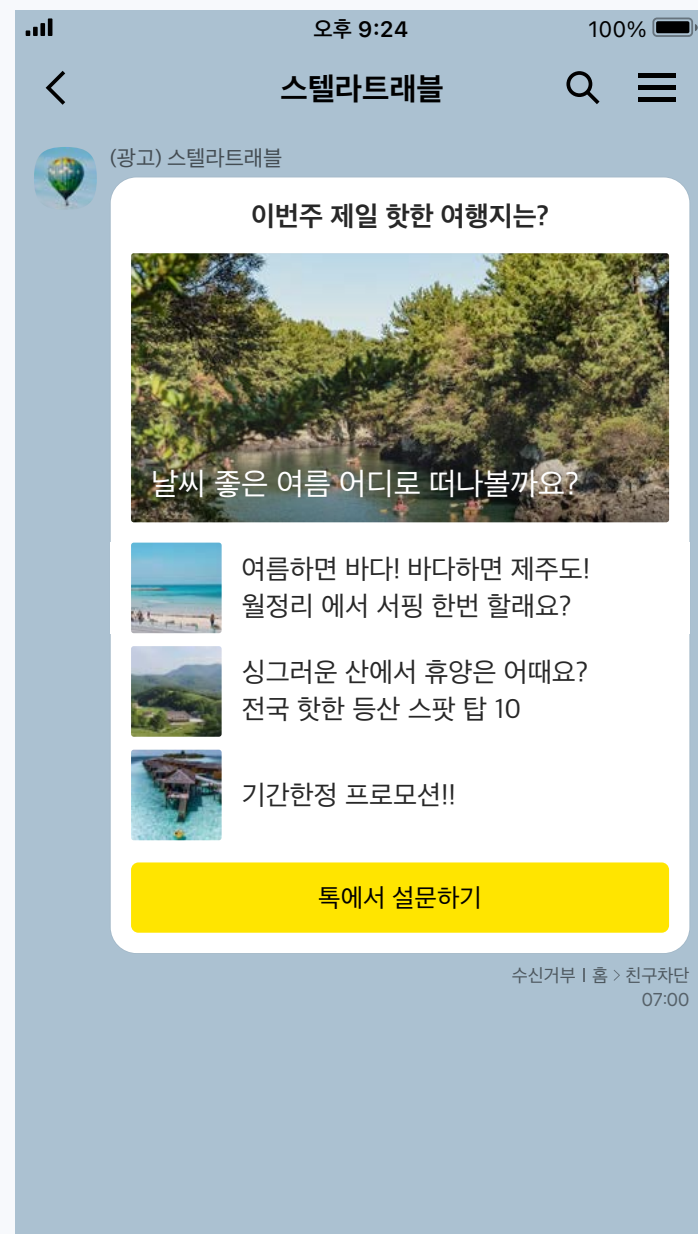 오후 9:24
100%
스텔라트래블
(광고) 스텔라트래블
이번주 제일 핫한 여행지는?
날씨 좋은 여름 어디로 떠나볼까요?
여름하면 바다! 바다하면 제주도!
월정리 에서 서핑 한번 할래요?
싱그러운 산에서 휴양은 어때요?
전국 핫한 등산 스팟 탑 10
기간한정 프로모션!!
톡에서 설문하기
수신거부 | 홈 > 친구차단
07:00